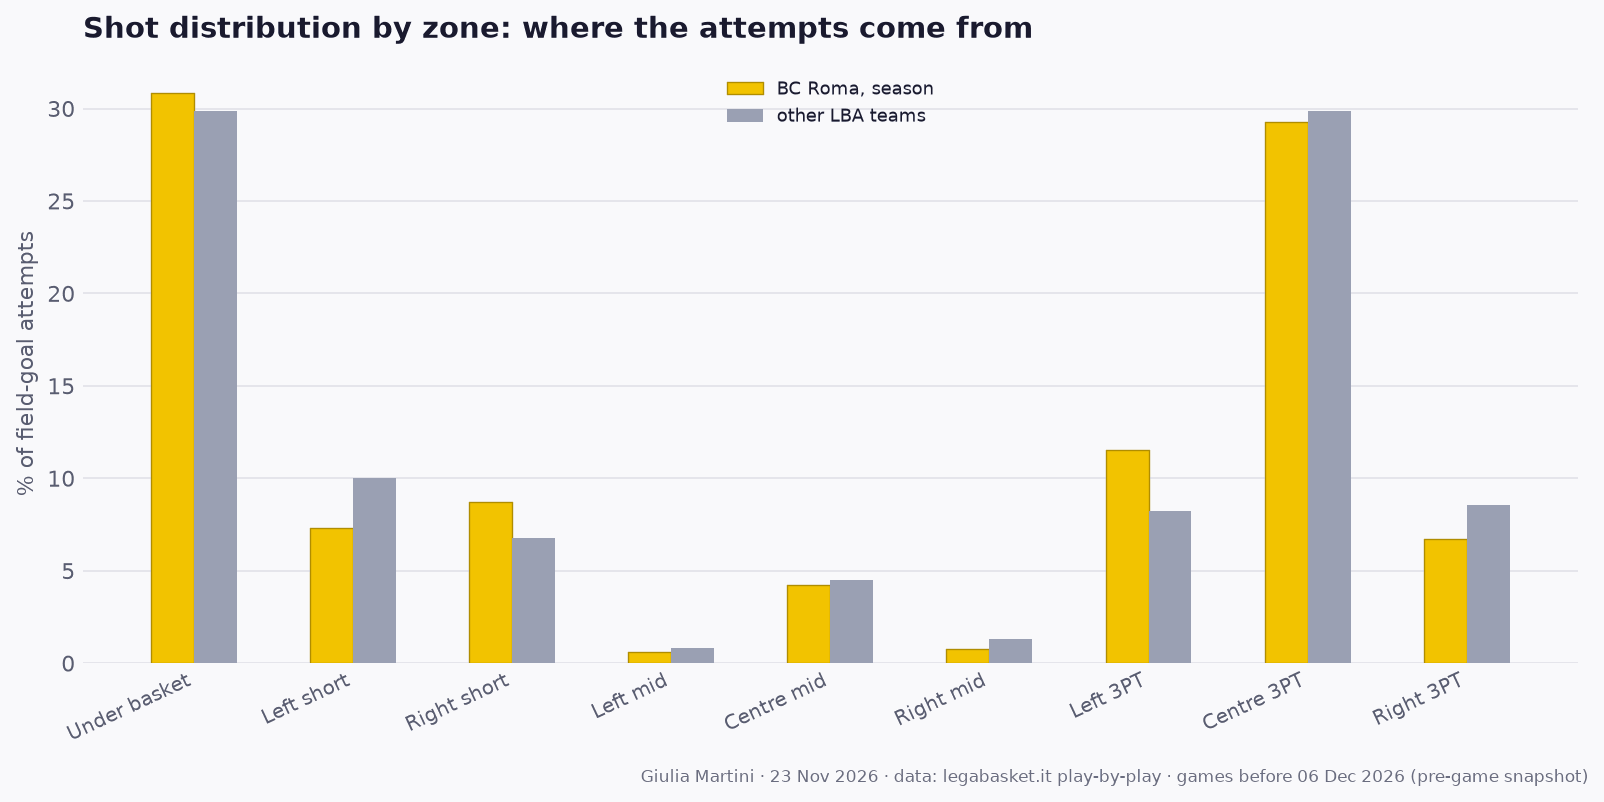 Shot distribution by zone: where the attempts come from
BC Roma, season
other LBA teams
% of field-goal attempts
30
25
20
15
10
5
0
Under basket
Left short
Right short
Left mid
Centre mid
Right mid
Left 3PT
Centre 3PT
Right 3PT
Giulia Martini · 23 Nov 2026 · data: legabasket.it play-by-play · games before 06 Dec 2026 (pre-game snapshot)